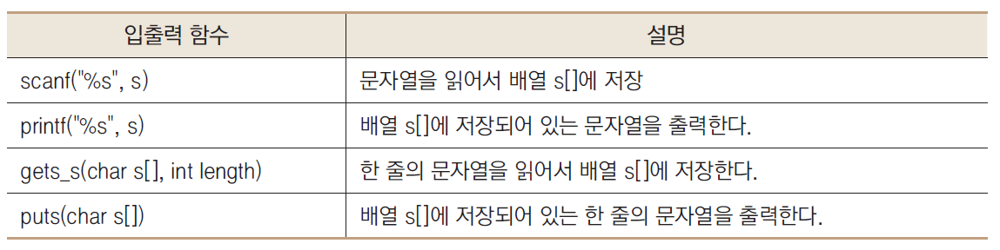 입출력 함수 설명
scanf("%s", s) 문자열을 읽어서 배열 s[]에 저장
printf("%s", s) 배열 s[]에 저장되어 있는 문자열을 출력한다.
gets_s(char s[], int length) 한 줄의 문자열을 읽어서 배열 s[]에 저장한다.
puts(char s[]) 배열 s[]에 저장되어 있는 한 줄의 문자열을 출력한다.